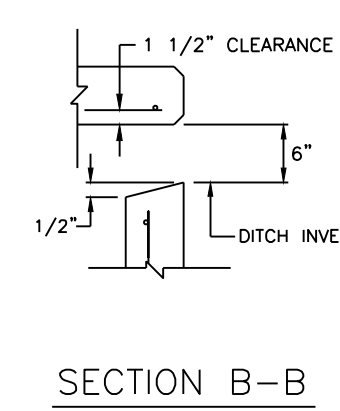 1 1/2" CLEARANCE
6"
1/2"
DITCH INVE
SECTION B-B